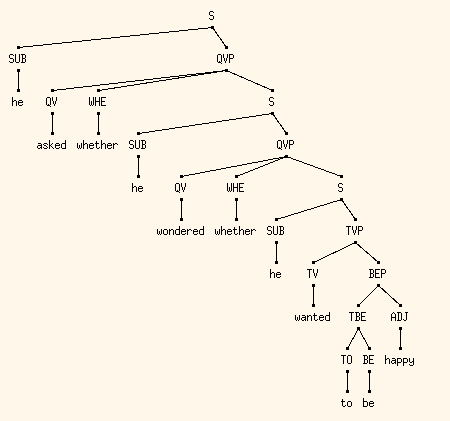 S
SUB QVP
he QV WHE S
asked whether SUB QVP
he QV WHE S
wondered whether SUB TVP
he TV BEP
wanted TBE ADJ
TO BE happy
to be